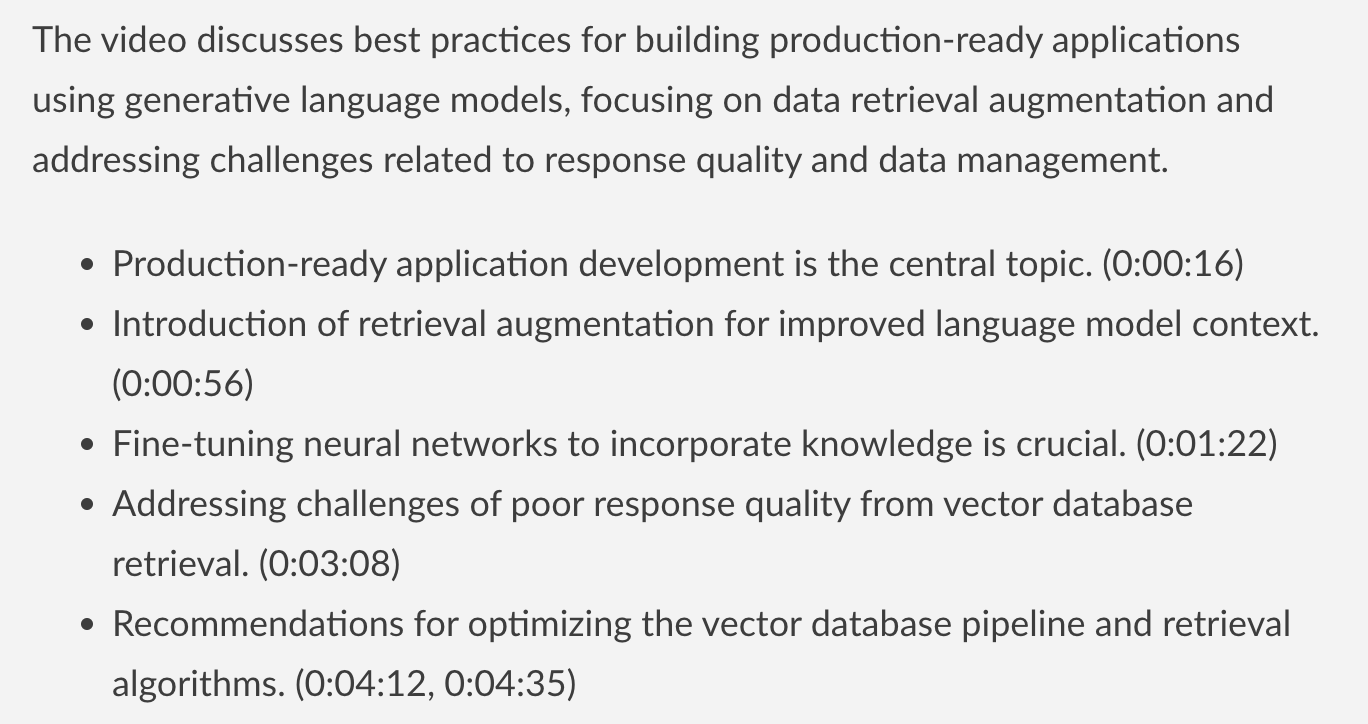 The video discusses best practices for building production-ready applications
using generative language models, focusing on data retrieval augmentation and
addressing challenges related to response quality and data management.
• Production-ready application development is the central topic. (0:00:16)
• Introduction of retrieval augmentation for improved language model context.
(0:00:56)
• Fine-tuning neural networks to incorporate knowledge is crucial. (0:01:22)
• Addressing challenges of poor response quality from vector database
retrieval. (0:03:08)
• Recommendations for optimizing the vector database pipeline and retrieval
algorithms. (0:04:12, 0:04:35)